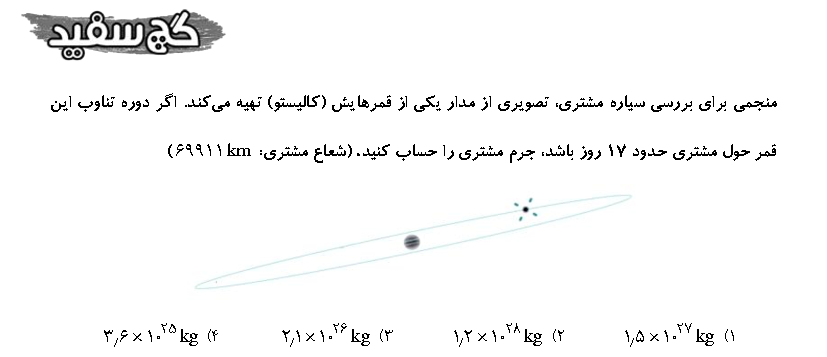 گچ سفید
منجمی برای بررسی سیاره مشتری، تصویری از مدار یکی از قمرهایش (کالیستو) تهیه می‌کند. اگر دوره تناوب این
قمر حول مشتری حدود ۱۷ روز باشد، جرم مشتری را حساب کنید. (شعاع مشتری: ۶۹۹۱۱ km)
۱) ۱٫۵ × ۱۰^۲۷ kg ۲) ۱٫۲ × ۱۰^۲۸ kg ۳) ۲٫۱ × ۱۰^۲۶ kg ۴) ۳٫۶ × ۱۰^۲۵ kg